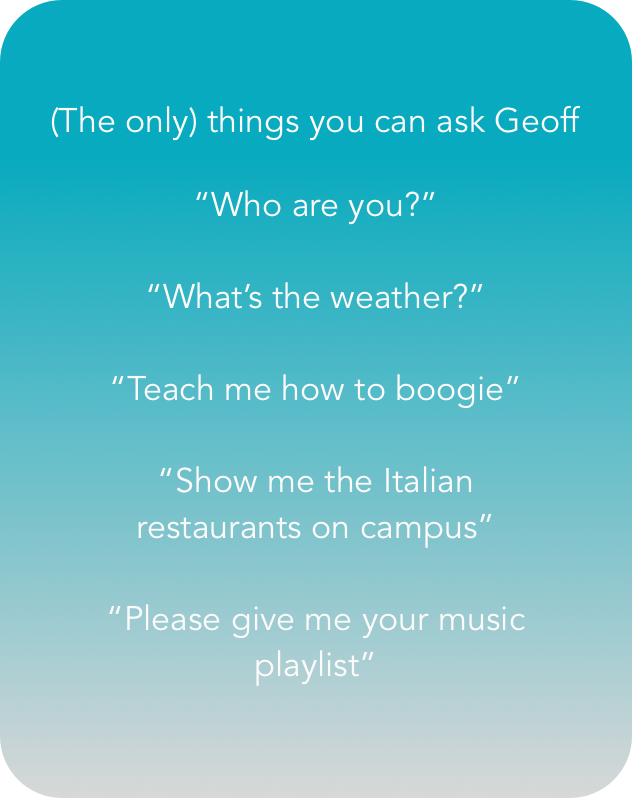 (The only) things you can ask Geoff
“Who are you?”
“What’s the weather?”
“Teach me how to boogie”
“Show me the Italian
restaurants on campus”
“Please give me your music
playlist”